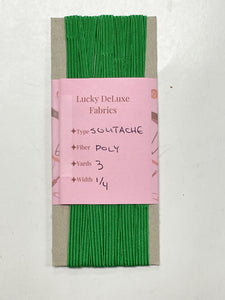 Lucky DeLuxe
Fabrics
Type SOUTACHE
Fiber POLY
Yards 3
Width 1/4